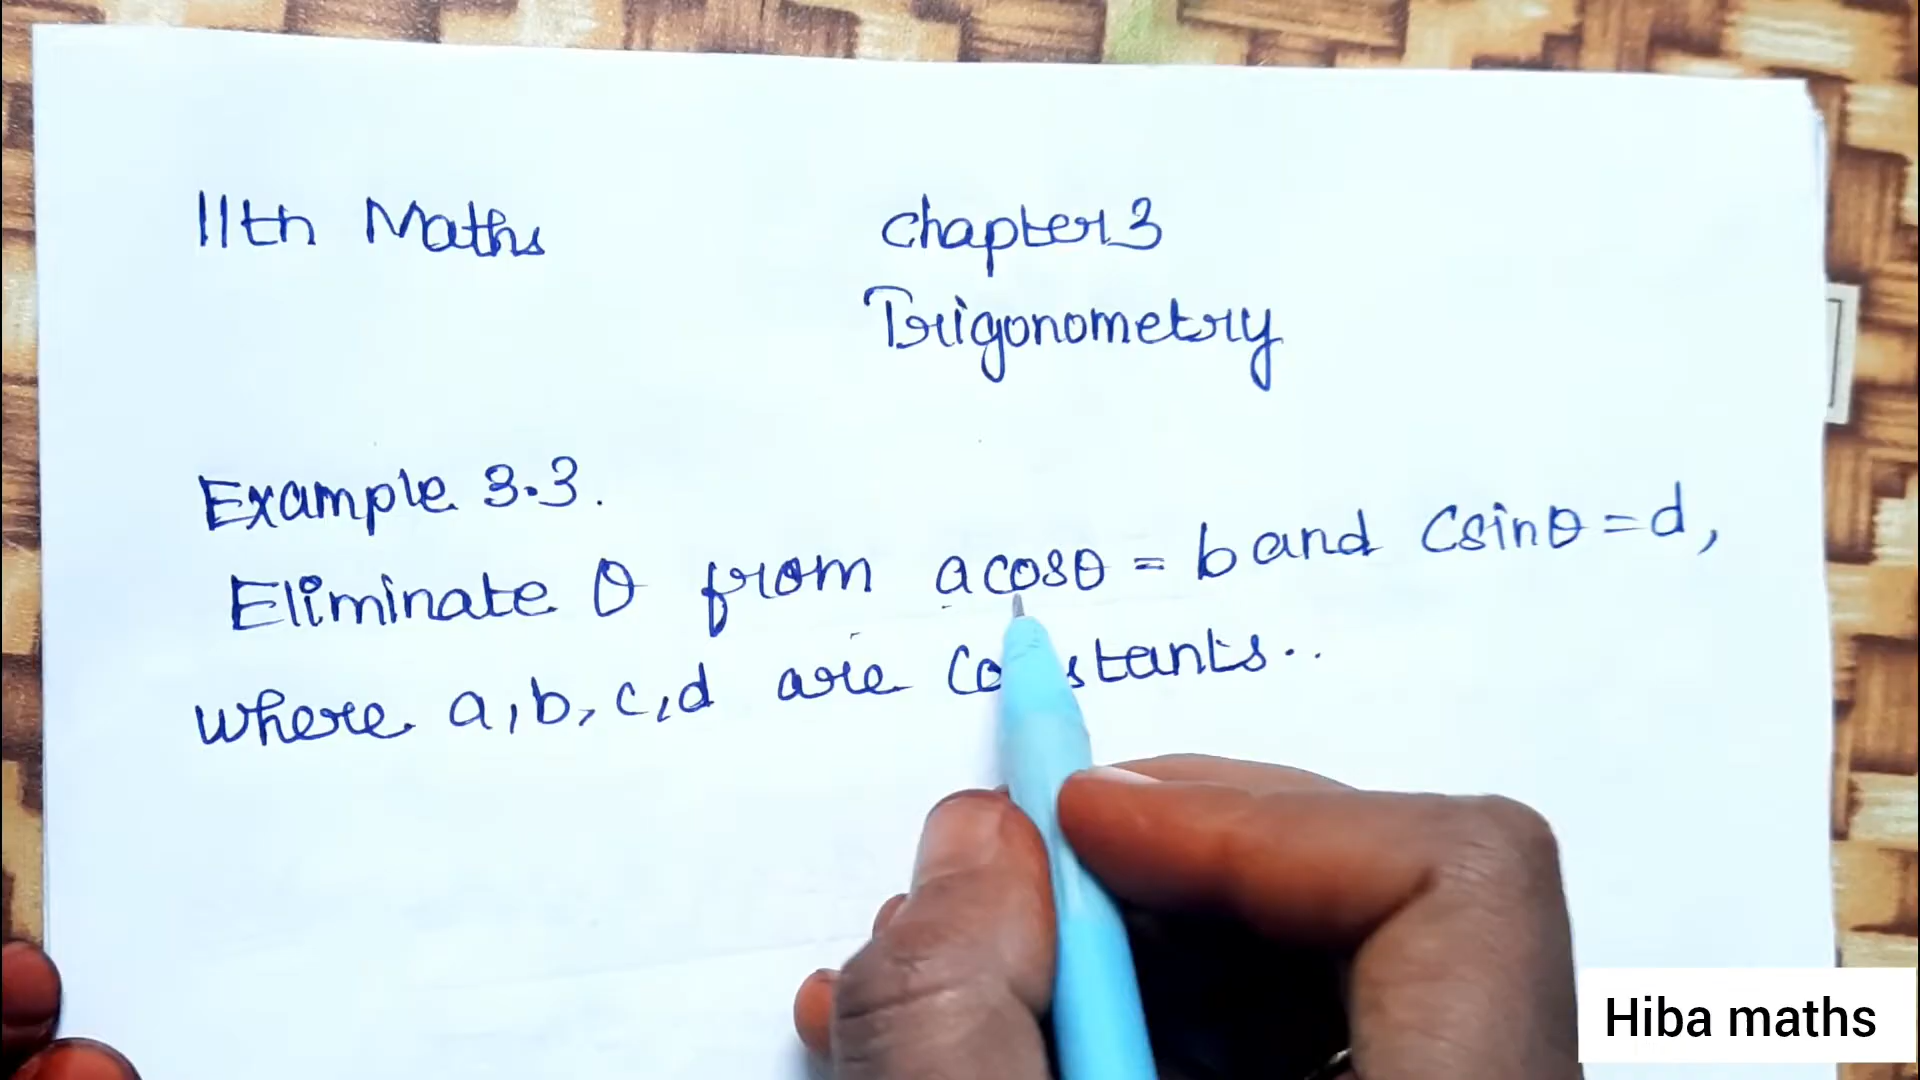 11th Maths
Chapter 3
Trigonometry
Example 3.3.
Eliminate θ from a cosθ = b and C sinθ = d,
where a, b, c, d are constants..
Hiba maths